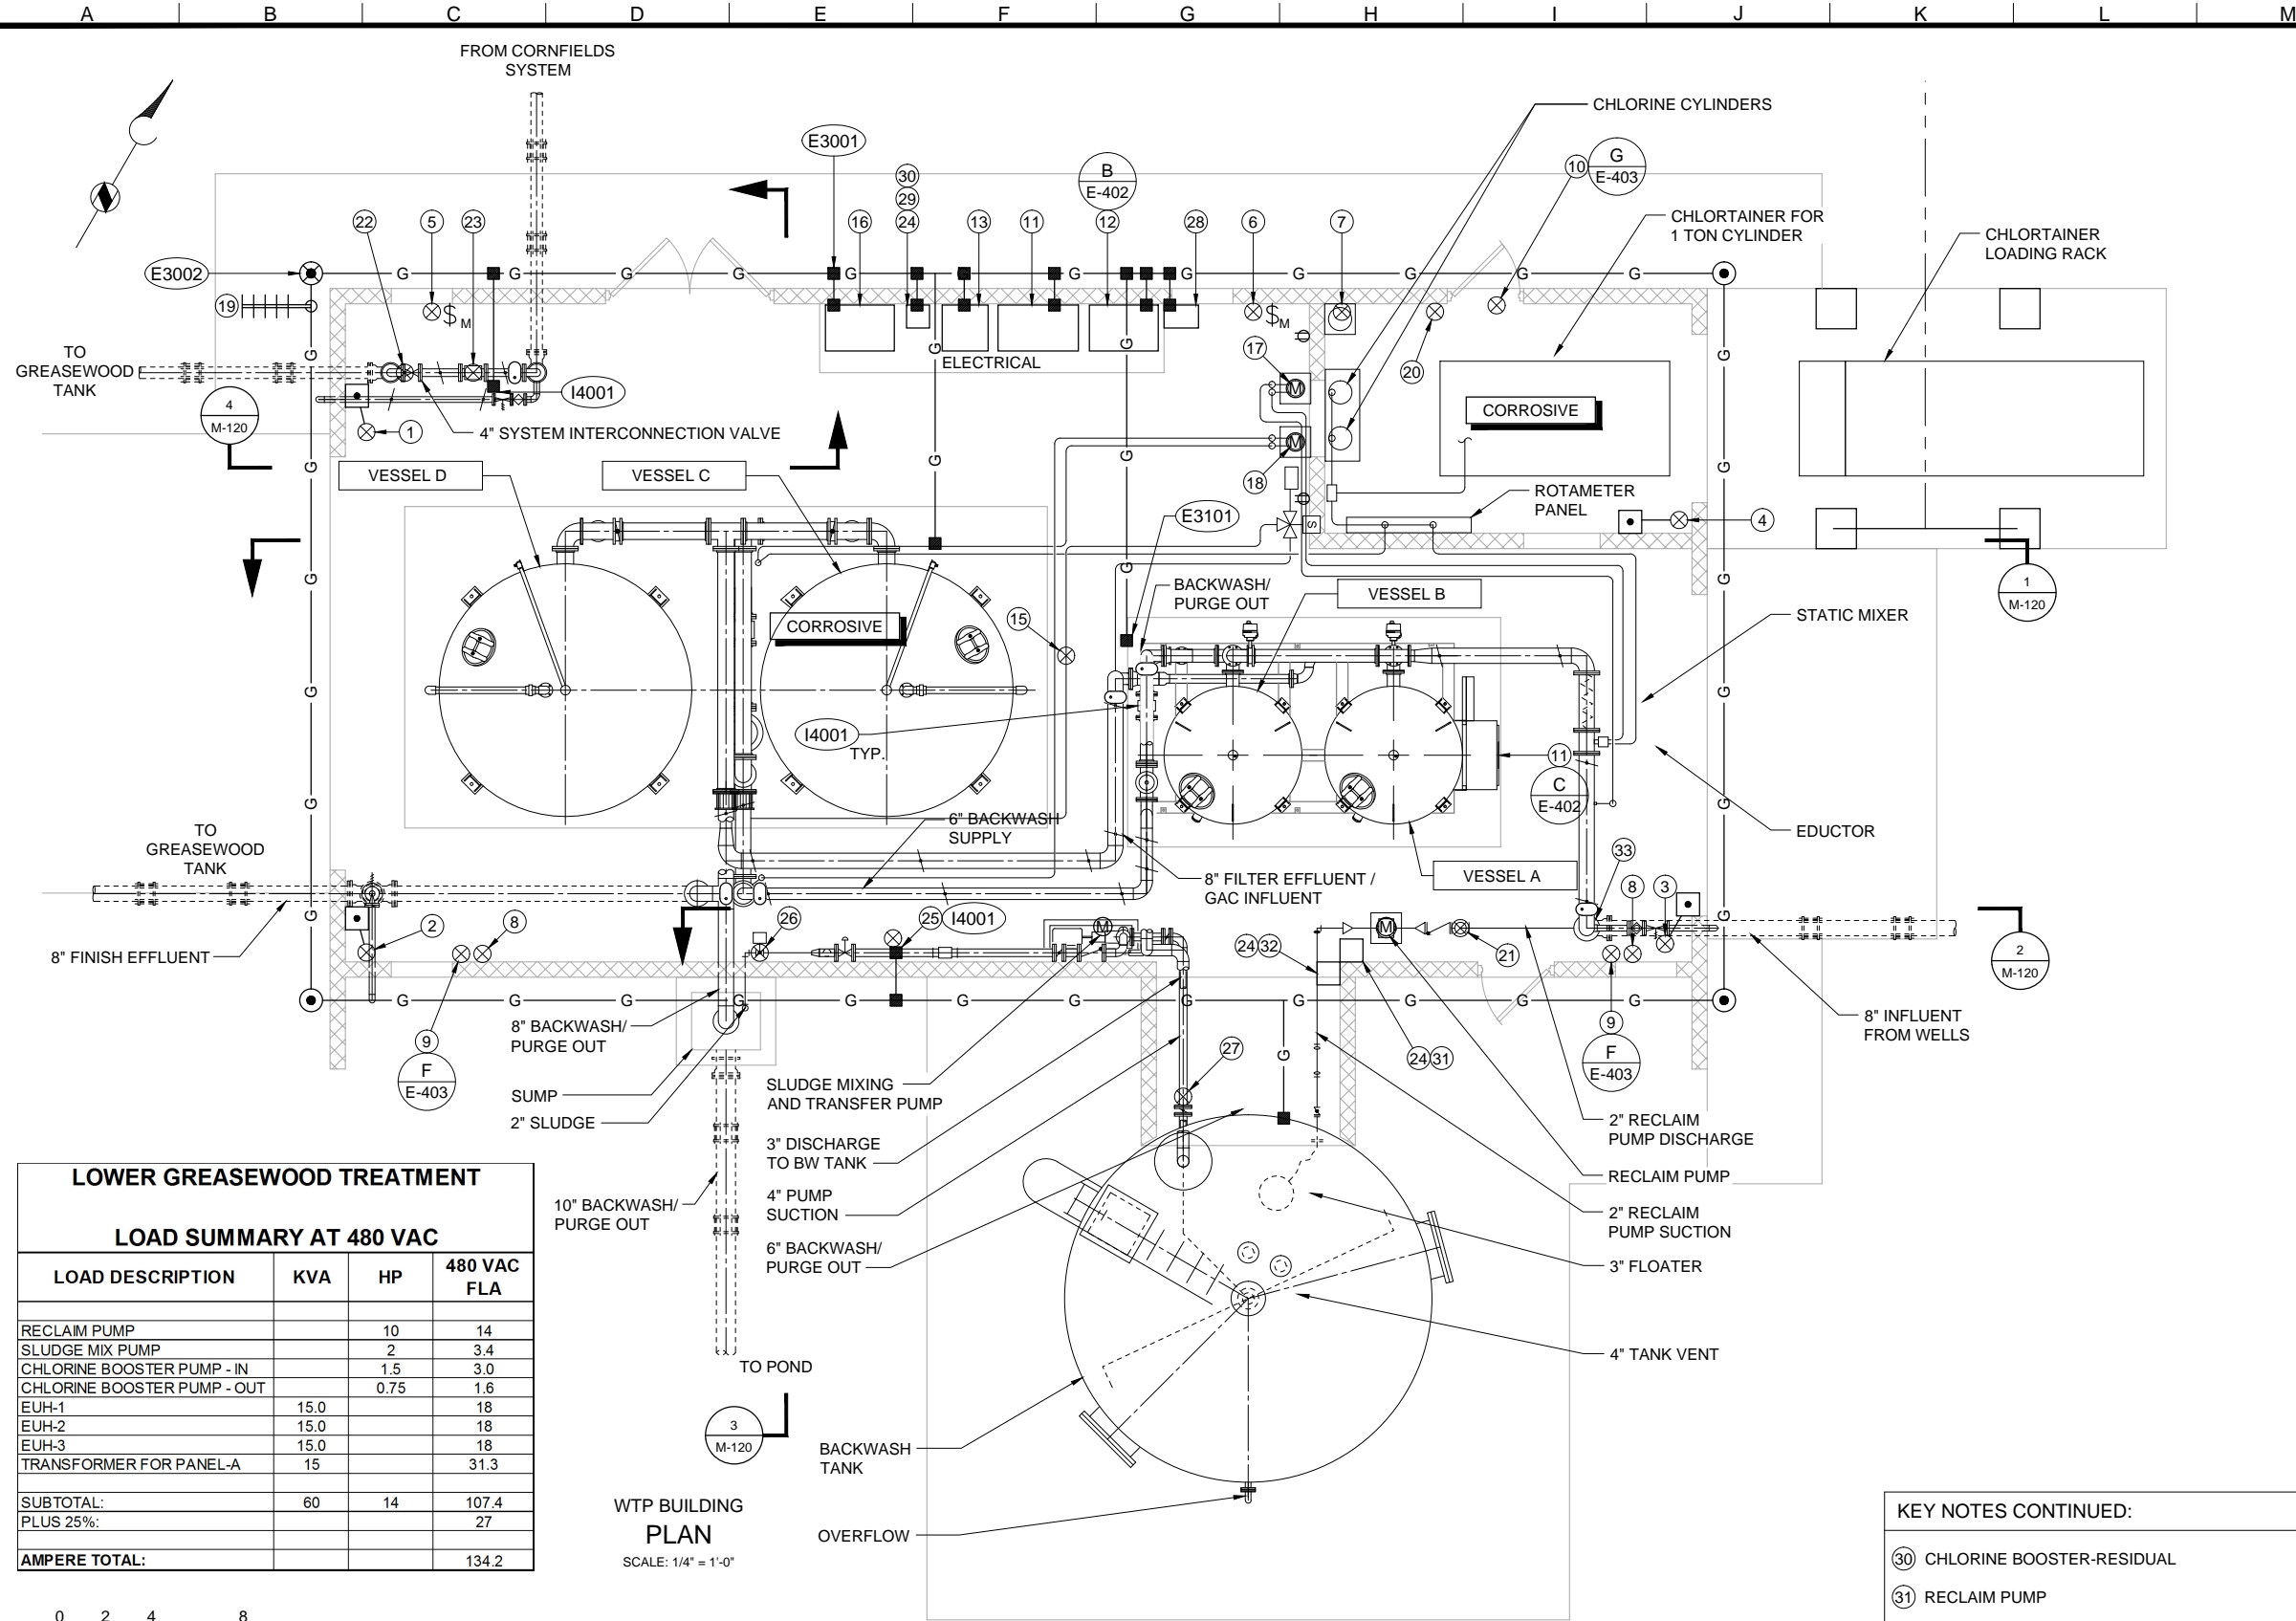 A B C D E F G H I J K L M
FROM CORNFIELDS
SYSTEM
CHLORINE CYLINDERS
E3001
B
E-402
10
G
E-403
30
29
24
22
5
23
16
13
11
12
28
6
7
CHLORTAINER FOR
1 TON CYLINDER
CHLORTAINER
LOADING RACK
E3002
G G G G G G G G G G G G
19
$M
$M
TO
GREASEWOOD
TANK
ELECTRICAL
17
M
20
I4001
CORROSIVE
4
M-120
1
4" SYSTEM INTERCONNECTION VALVE
M
18
VESSEL D
VESSEL C
ROTAMETER
PANEL
E3101
S
4
BACKWASH/
PURGE OUT
VESSEL B
1
M-120
CORROSIVE
15
STATIC MIXER
I4001
TYP.
11
C
E-402
6" BACKWASH
SUPPLY
TO
GREASEWOOD
TANK
EDUCTOR
33
8" FILTER EFFLUENT /
GAC INFLUENT
VESSEL A
8
3
26
25
I4001
M
24
32
M
21
2
8
8" FINISH EFFLUENT
2
M-120
G G G G G G G G G G G G
8" BACKWASH/
PURGE OUT
9
F
E-403
SUMP
2" SLUDGE
SLUDGE MIXING
AND TRANSFER PUMP
27
24
31
9
F
E-403
8" INFLUENT
FROM WELLS
3" DISCHARGE
TO BW TANK
2" RECLAIM
PUMP DISCHARGE
RECLAIM PUMP
4" PUMP
SUCTION
2" RECLAIM
PUMP SUCTION
10" BACKWASH/
PURGE OUT
6" BACKWASH/
PURGE OUT
3" FLOATER
TO POND
4" TANK VENT
3
M-120
BACKWASH
TANK
OVERFLOW
WTP BUILDING
PLAN
SCALE: 1/4" = 1'-0"
LOWER GREASEWOOD TREATMENT
LOAD SUMMARY AT 480 VAC
LOAD DESCRIPTION KVA HP 480 VAC FLA
RECLAIM PUMP 10 14
SLUDGE MIX PUMP 2 3.4
CHLORINE BOOSTER PUMP - IN 1.5 3.0
CHLORINE BOOSTER PUMP - OUT 0.75 1.6
EUH-1 15.0 18
EUH-2 15.0 18
EUH-3 15.0 18
TRANSFORMER FOR PANEL-A 15 31.3
SUBTOTAL: 60 14 107.4
PLUS 25%: 27
AMPERE TOTAL: 134.2
0 2 4 8
KEY NOTES CONTINUED:
30 CHLORINE BOOSTER-RESIDUAL
31 RECLAIM PUMP